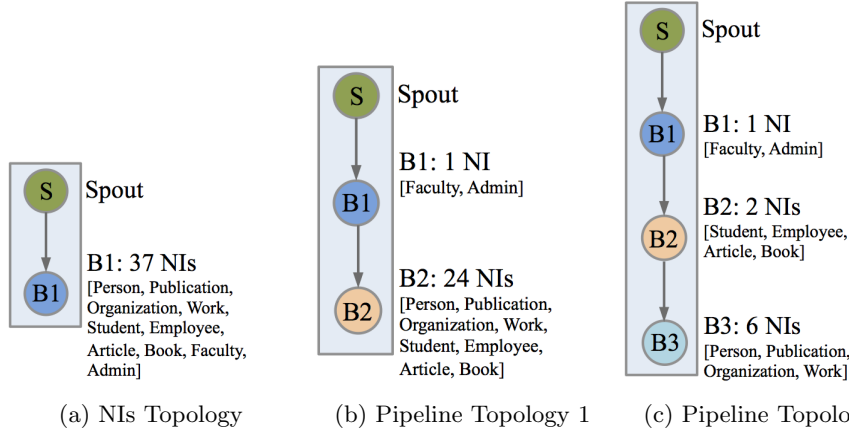 S
Spout
B1
B1: 37 NIs
[Person, Publication,
Organization, Work,
Student, Employee,
Article, Book, Faculty,
Admin]
(a) NIs Topology
S
Spout
B1
B1: 1 NI
[Faculty, Admin]
B2
B2: 24 NIs
[Person, Publication,
Organization, Work,
Student, Employee,
Article, Book]
(b) Pipeline Topology 1
S
Spout
B1
B1: 1 NI
[Faculty, Admin]
B2
B2: 2 NIs
[Student, Employee,
Article, Book]
B3
B3: 6 NIs
[Person, Publication,
Organization, Work]
(c) Pipeline Topolo